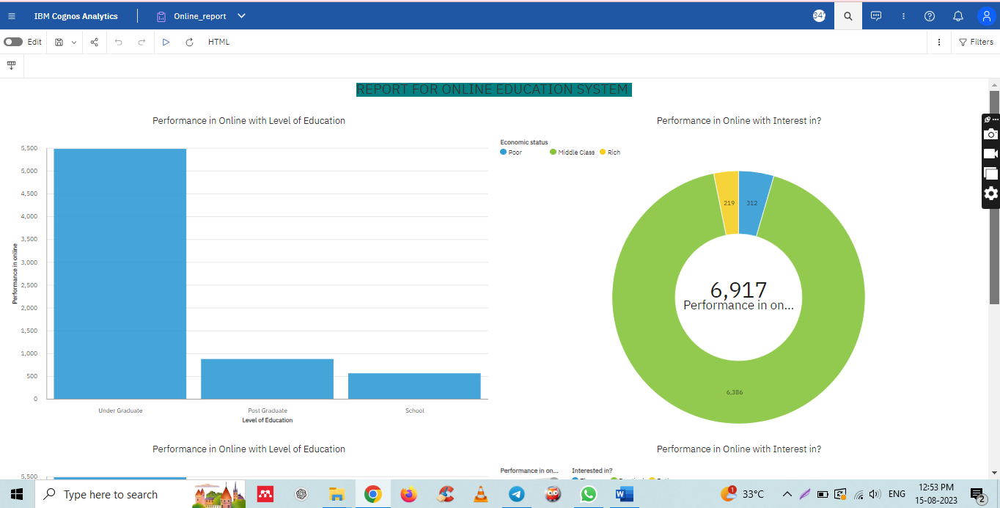 IBM Cognos Analytics
Online_report
Edit
HTML
Filters
REPORT FOR ONLINE EDUCATION SYSTEM
Performance in Online with Level of Education
5,500
5,000
4,500
4,000
3,500
3,000
2,500
2,000
1,500
1,000
500
0
Performance in online
Under Graduate
Post Graduate
School
Level of Education
Performance in Online with Interest in?
Economic status
Poor
Middle Class
Rich
219
312
6,917
Performance in on...
6,386
Performance in Online with Level of Education
5,500
Performance in Online with Interest in?
Performance in on...
Interested in?
Type here to search
1
33°C
ENG
12:53 PM
15-08-2023
2